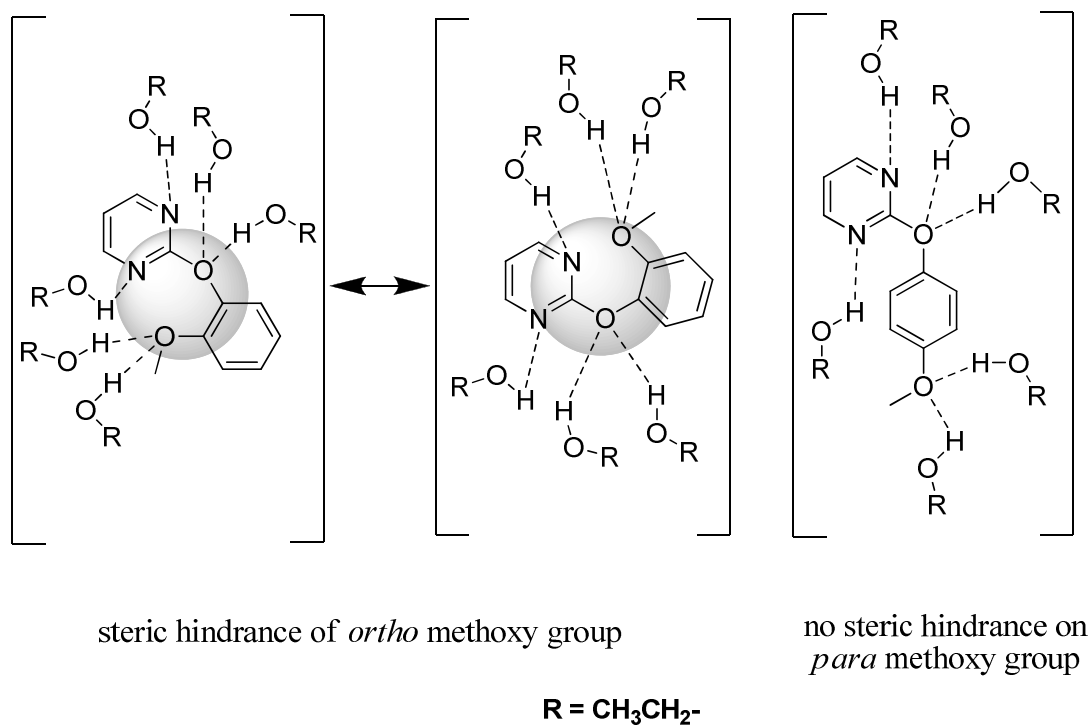 R
O
H
R
O
H
N
H O
R
N
O
R O
H
O
R O H
H
O
R
R
O
H
R
O
H
R
O
H
O
N
N
O
R O
H
H
O R
H
O
R
R
O
H
R
O
H
N
H O
R
N
O
H
O
R
O
H O
R
H
O
R
steric hindrance of ortho methoxy group
no steric hindrance on
para methoxy group
R = CH₃CH₂-